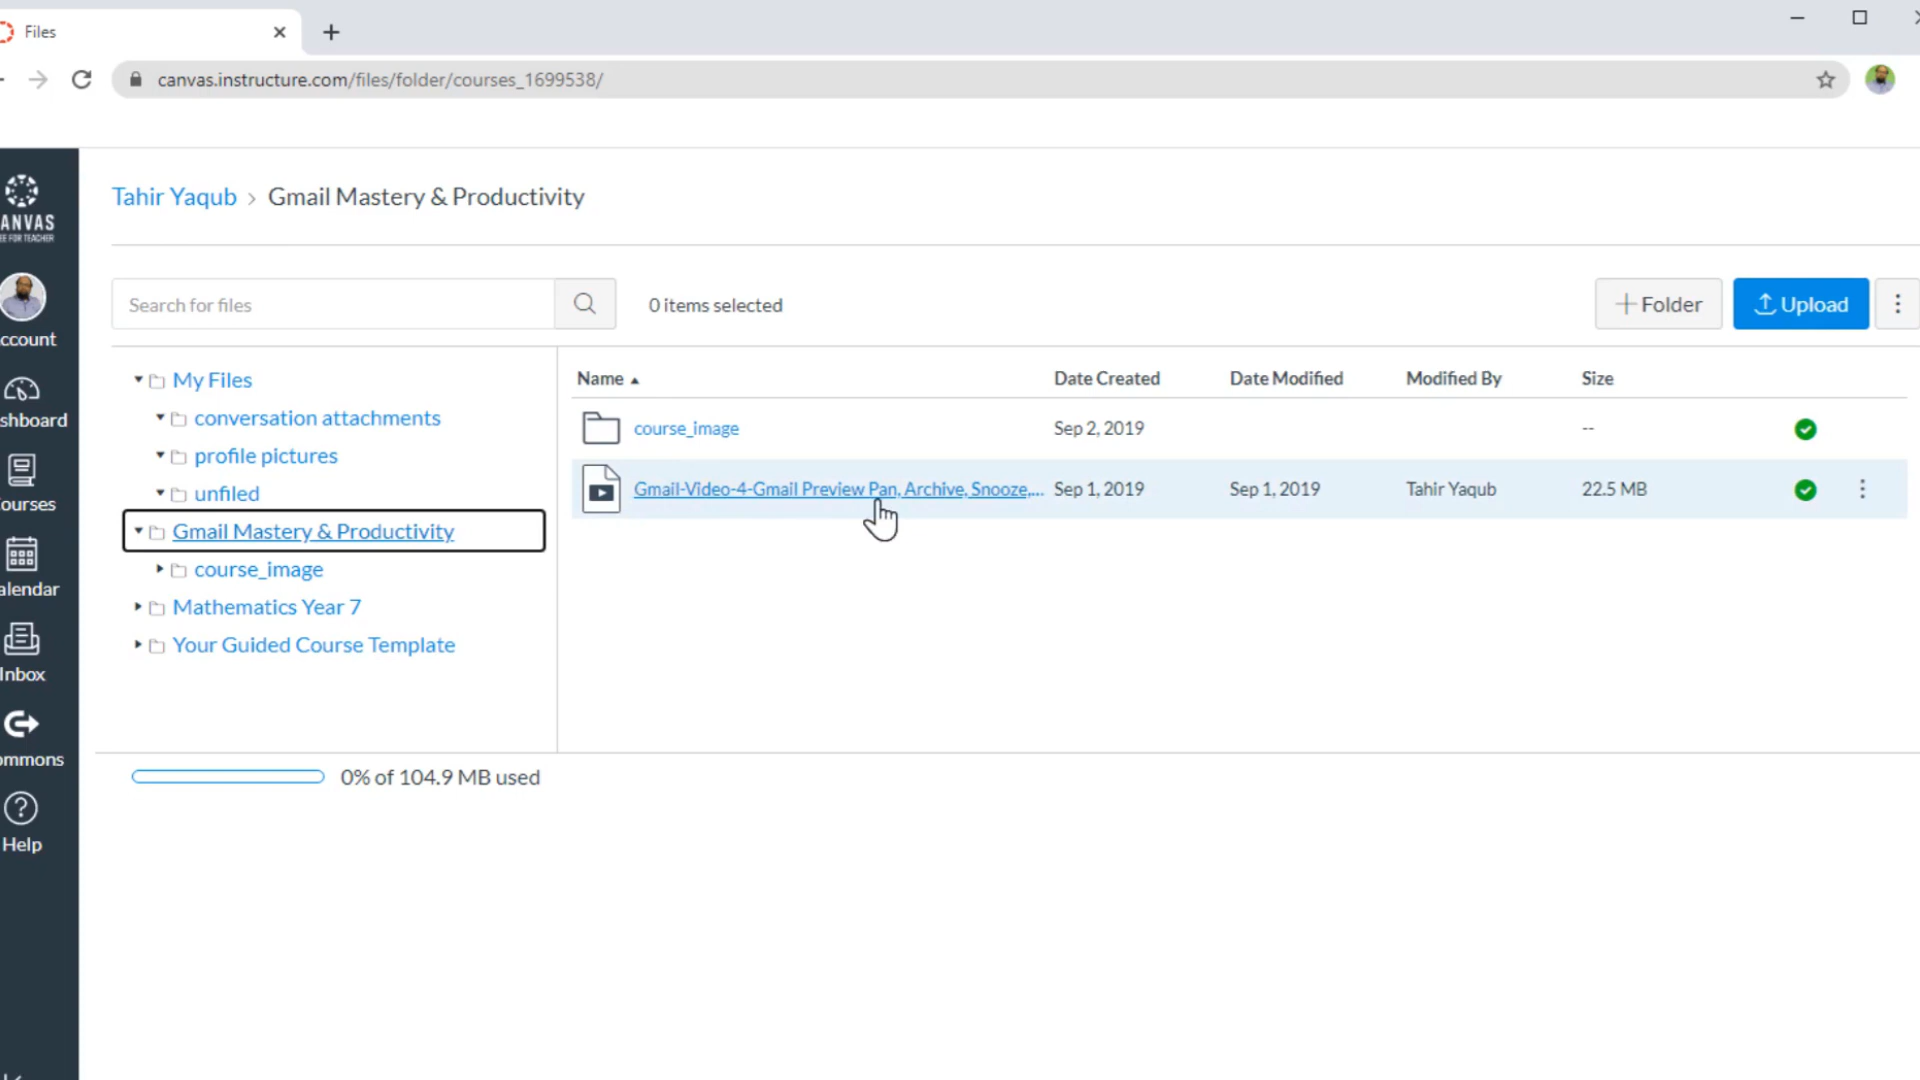 Files
canvas.instructure.com/files/folder/courses_1699538/
ANVAS
EE FOR TEACHER
ccount
shboard
ourses
alendar
Inbox
ommons
Help
Tahir Yaqub › Gmail Mastery & Productivity
Search for files
0 items selected
Folder
Upload
My Files
conversation attachments
profile pictures
unfiled
Gmail Mastery & Productivity
course_image
Mathematics Year 7
Your Guided Course Template
Name Date Created Date Modified Modified By Size
course_image Sep 2, 2019 --
Gmail-Video-4-Gmail Preview Pan, Archive, Snooze,... Sep 1, 2019 Sep 1, 2019 Tahir Yaqub 22.5 MB
0% of 104.9 MB used